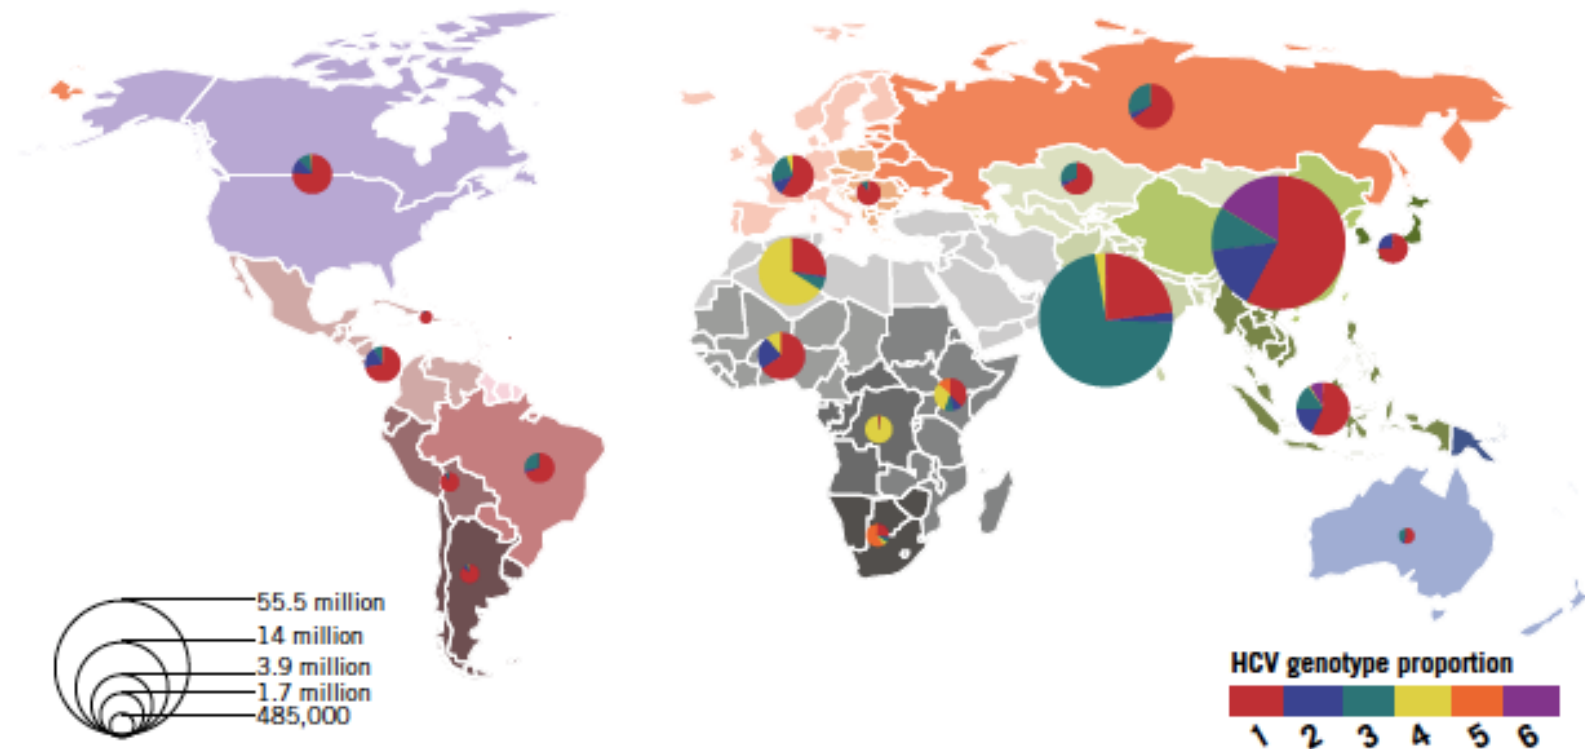 55.5 million
14 million
3.9 million
1.7 million
485,000
HCV genotype proportion
1 2 3 4 5 6